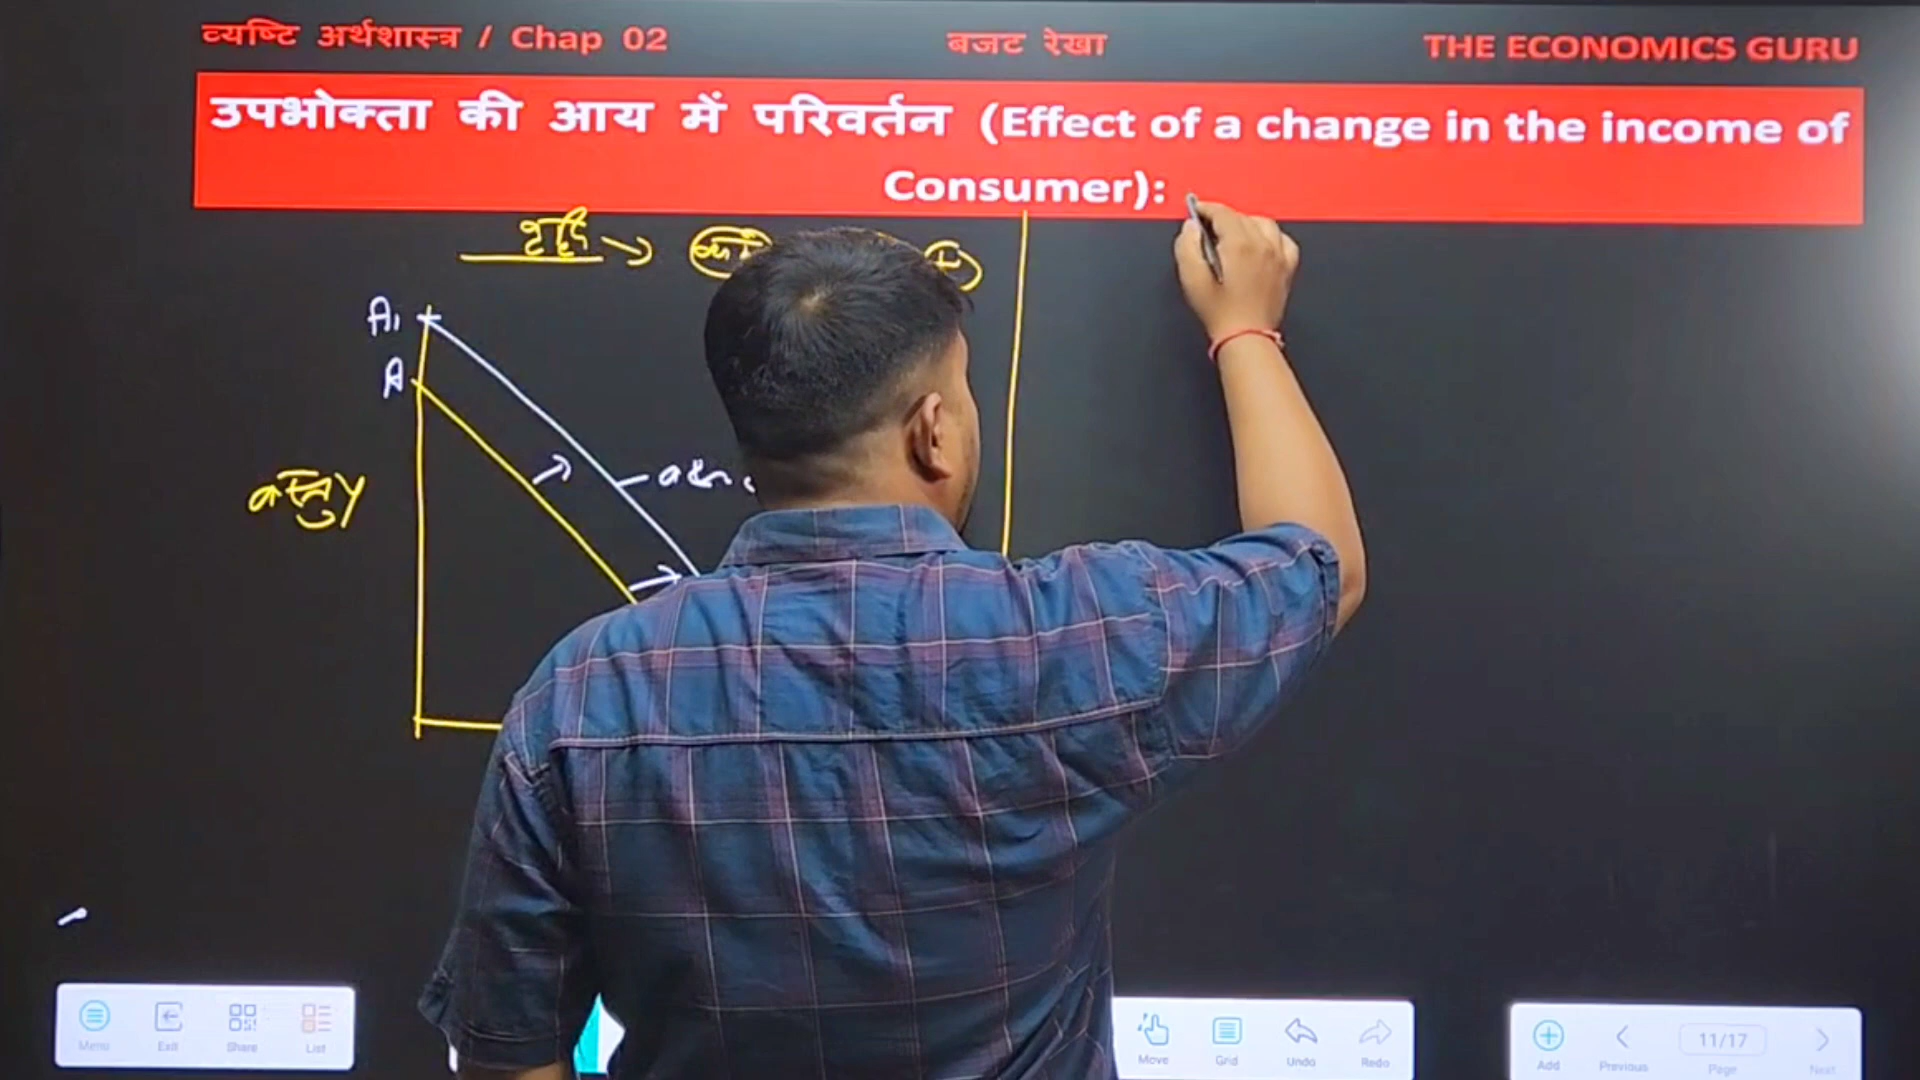 व्यष्टि अर्थशास्त्र / Chap 02 बजट रेखा THE ECONOMICS GURU
उपभोक्ता की आय में परिवर्तन (Effect of a change in the income of
Consumer):
A1
A
वस्तु y
Menu Exit Share List Move Grid Undo Redo Add Previous 11/17 Page Next